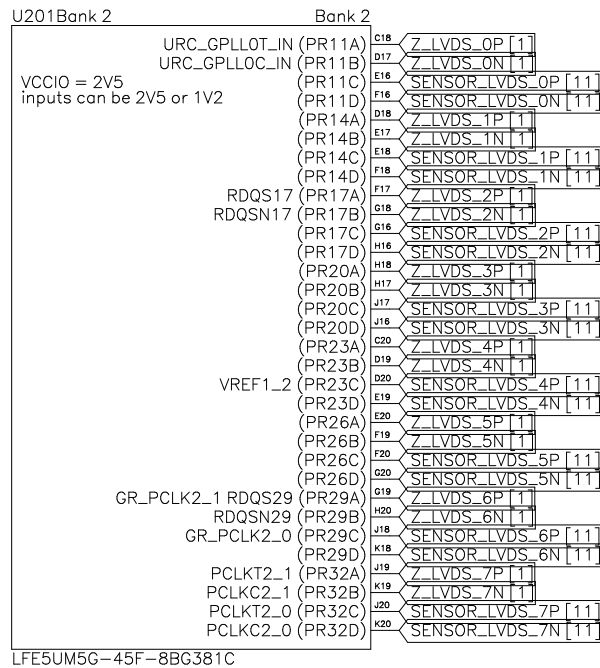 U201Bank 2 Bank 2
URC_GPLL0T_IN (PR11A) C18 Z_LVDS_0P [1]
URC_GPLL0C_IN (PR11B) D17 Z_LVDS_0N [1]
VCCIO = 2V5 (PR11C) E16 SENSOR_LVDS_0P [11]
inputs can be 2V5 or 1V2 (PR11D) F16 SENSOR_LVDS_0N [11]
(PR14A) D18 Z_LVDS_1P [1]
(PR14B) E17 Z_LVDS_1N [1]
(PR14C) E18 SENSOR_LVDS_1P [11]
(PR14D) F18 SENSOR_LVDS_1N [11]
RDQS17 (PR17A) F17 Z_LVDS_2P [1]
RDQSN17 (PR17B) G18 Z_LVDS_2N [1]
(PR17C) G16 SENSOR_LVDS_2P [11]
(PR17D) H16 SENSOR_LVDS_2N [11]
(PR20A) H18 Z_LVDS_3P [1]
(PR20B) H17 Z_LVDS_3N [1]
(PR20C) J17 SENSOR_LVDS_3P [11]
(PR20D) J16 SENSOR_LVDS_3N [11]
(PR23A) C20 Z_LVDS_4P [1]
(PR23B) D19 Z_LVDS_4N [1]
VREF1_2 (PR23C) D20 SENSOR_LVDS_4P [11]
(PR23D) E19 SENSOR_LVDS_4N [11]
(PR26A) E20 Z_LVDS_5P [1]
(PR26B) F19 Z_LVDS_5N [1]
(PR26C) F20 SENSOR_LVDS_5P [11]
(PR26D) G20 SENSOR_LVDS_5N [11]
GR_PCLK2_1 RDQS29 (PR29A) G19 Z_LVDS_6P [1]
RDQSN29 (PR29B) H20 Z_LVDS_6N [1]
GR_PCLK2_0 (PR29C) J18 SENSOR_LVDS_6P [11]
(PR29D) K18 SENSOR_LVDS_6N [11]
PCLKT2_1 (PR32A) J19 Z_LVDS_7P [1]
PCLKC2_1 (PR32B) K19 Z_LVDS_7N [1]
PCLKT2_0 (PR32C) J20 SENSOR_LVDS_7P [11]
PCLKC2_0 (PR32D) K20 SENSOR_LVDS_7N [11]
LFE5UM5G-45F-8BG381C